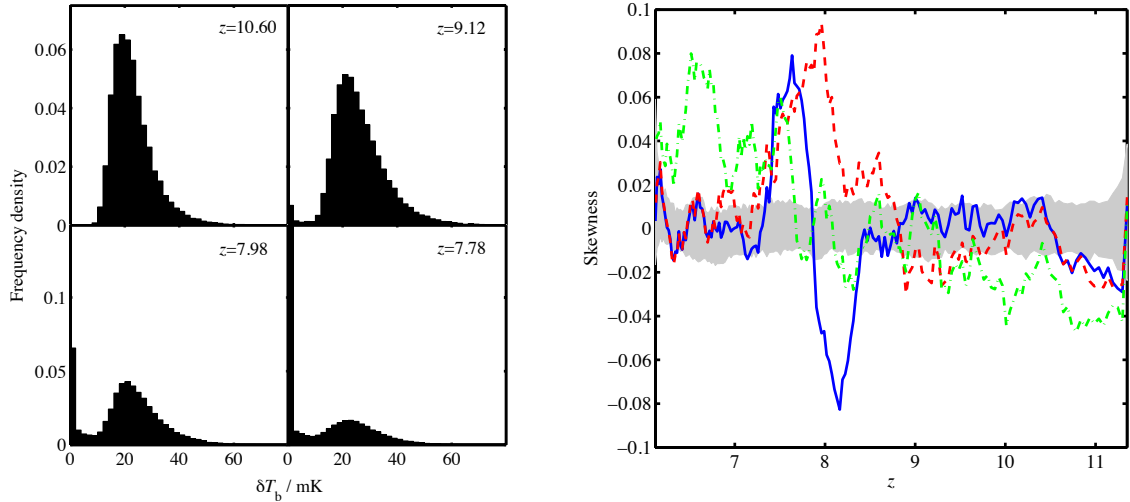 z=10.60
z=9.12
0.06
0.04
0.02
0
Frequency density
z=7.98
z=7.78
0.1
0.05
0
0 20 40 60 0 20 40 60
δT_b / mK
0.1
0.08
0.06
0.04
0.02
0
−0.02
−0.04
−0.06
−0.08
−0.1
Skewness
7 8 9 10 11
z